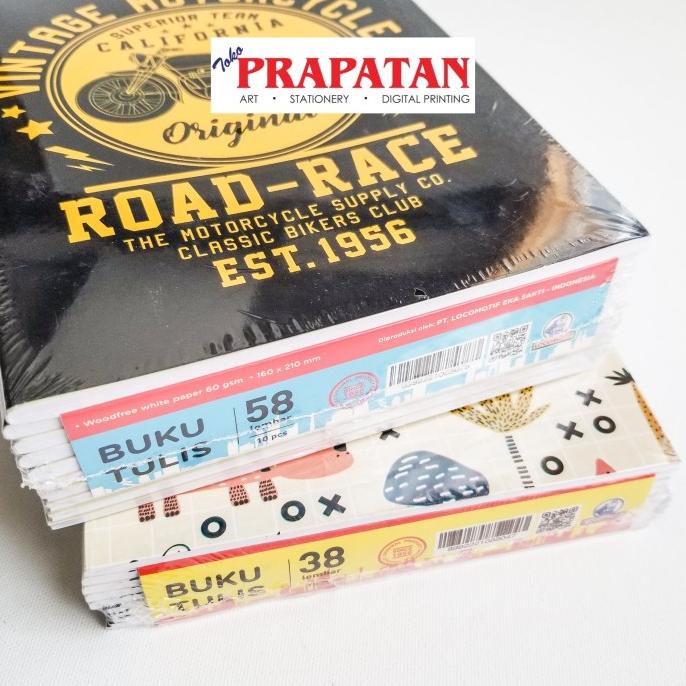 VINTAGE MOTORCYCLE
SUPERIOR TEAM
CALIFORNIA
Original
ROAD-RACE
THE MOTORCYCLE SUPPLY CO.
CLASSIC BIKERS CLUB
EST.1956
Toko
PRAPATAN
ART • STATIONERY • DIGITAL PRINTING
• Woodfree white paper 60 gsm • 160 x 210 mm
Diproduksi oleh: PT. LOCOMOTIF EKA SAKTI - INDONESIA
BUKU
TULIS
58
lembar
10 pcs
BUKU
TULIS
38
lembar